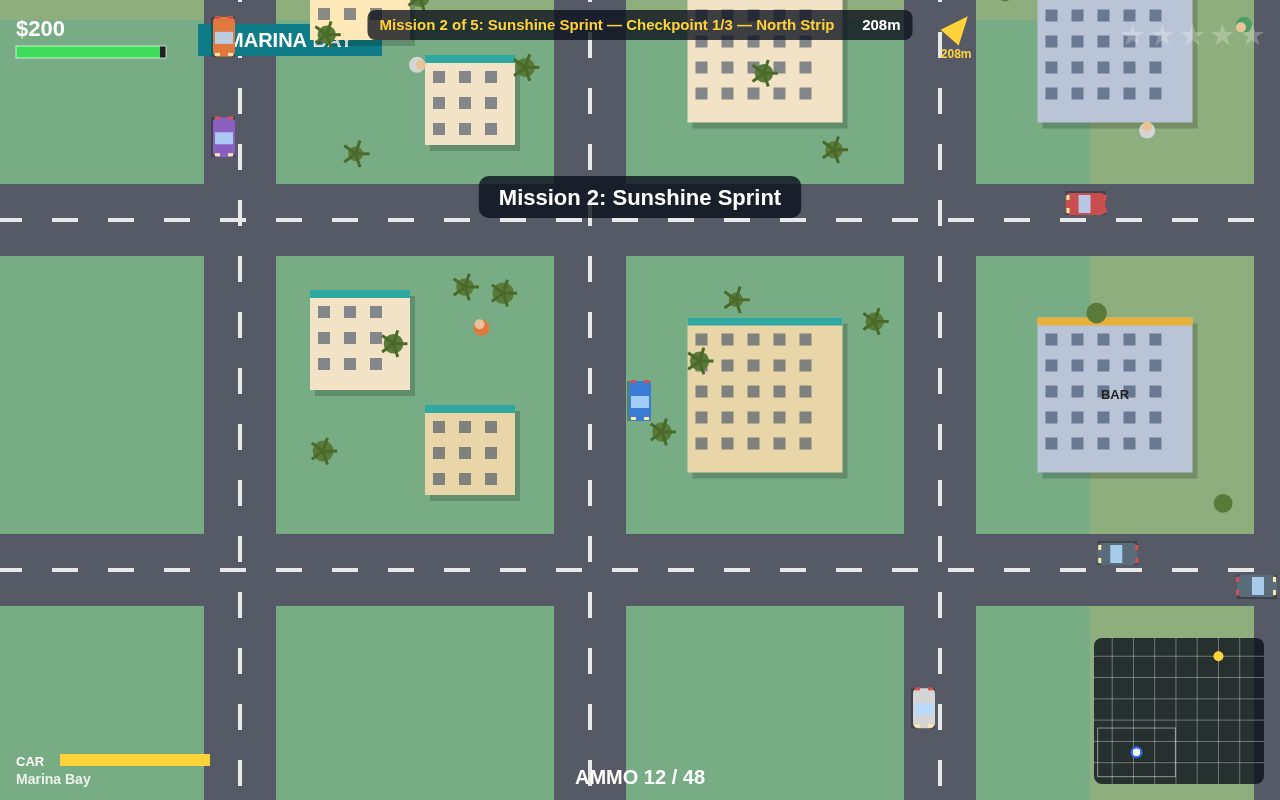 $200
MARINA BAY
Mission 2 of 5: Sunshine Sprint — Checkpoint 1/3 — North Strip 208m
208m
Mission 2: Sunshine Sprint
BAR
CAR
Marina Bay
AMMO 12 / 48